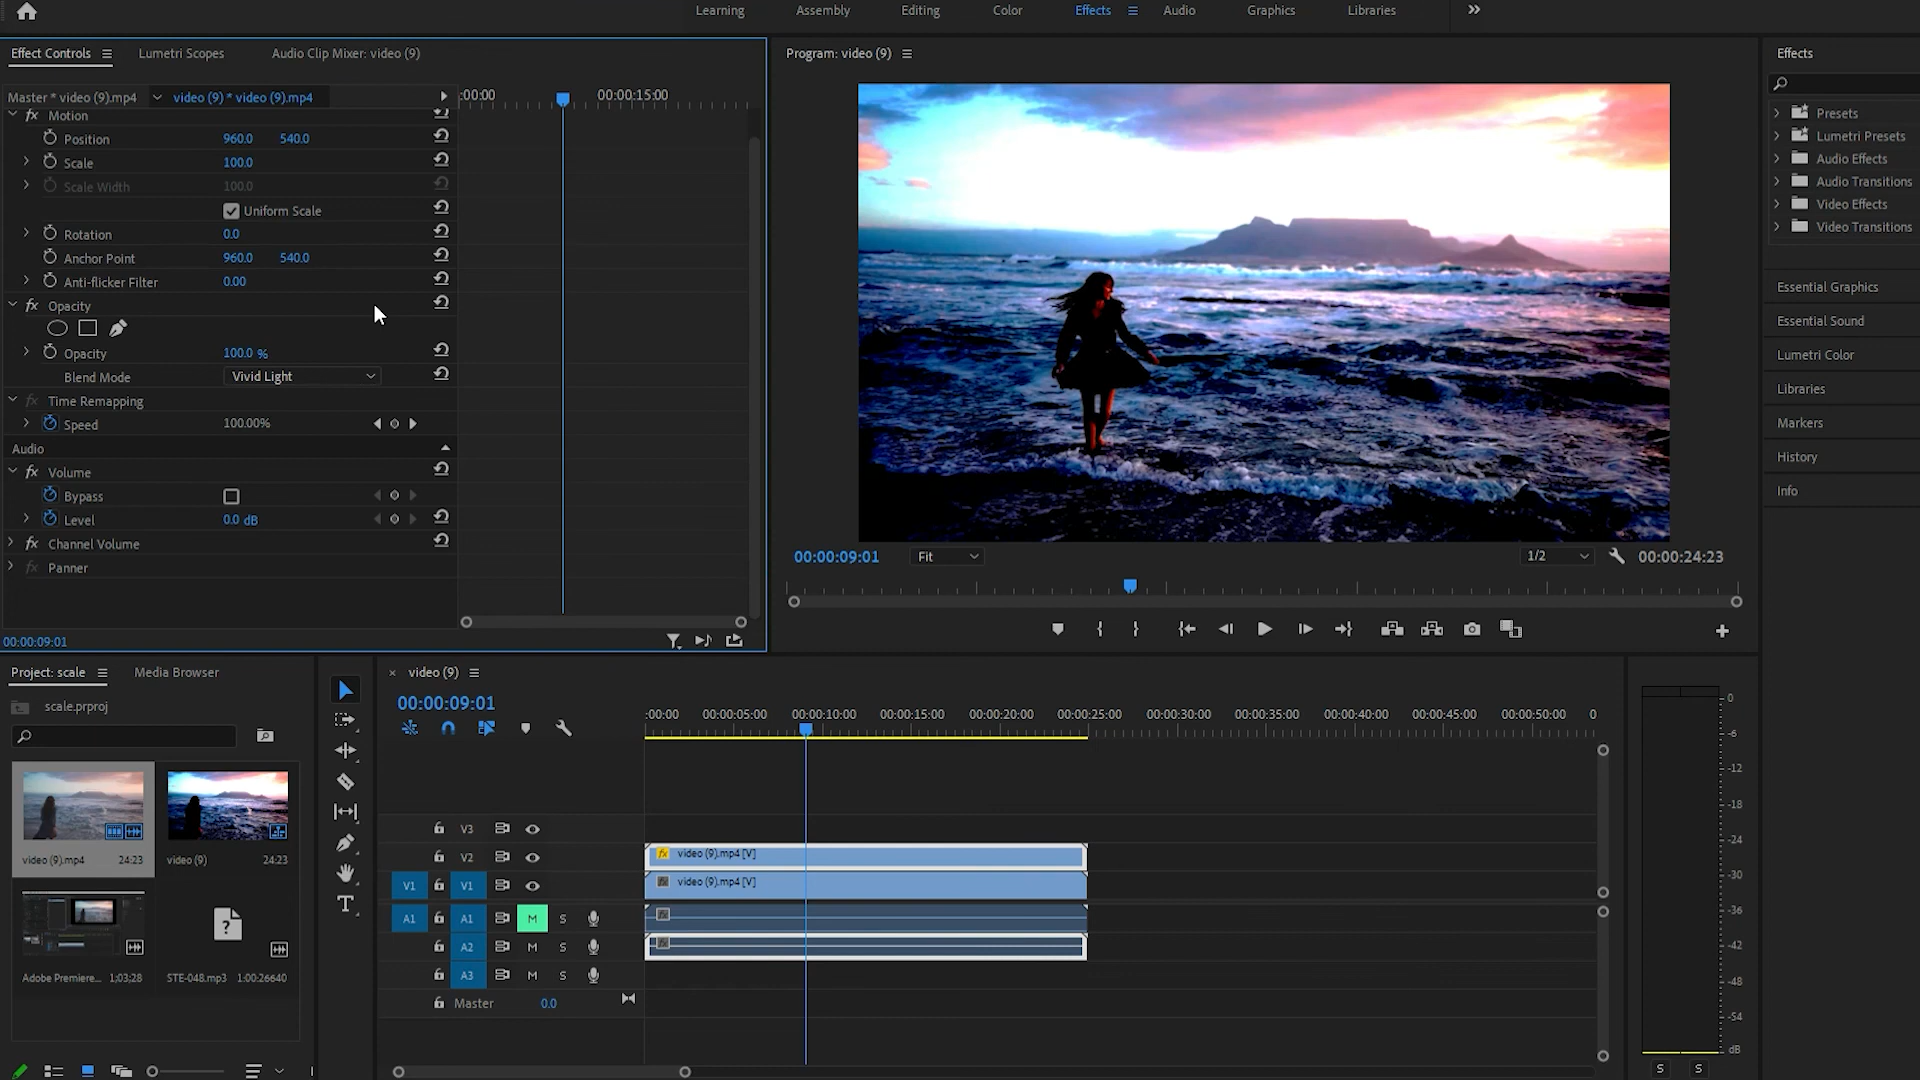 Learning Assembly Editing Color Effects Audio Graphics Libraries
Effect Controls Lumetri Scopes Audio Clip Mixer: video (9)
Master * video (9).mp4 video (9) * video (9).mp4
:00:00 00:00:15:00
fx Motion
Position 960.0 540.0
Scale 100.0
Scale Width 100.0
Uniform Scale
Rotation 0.0
Anchor Point 960.0 540.0
Anti-flicker Filter 0.00
fx Opacity
Opacity 100.0 %
Blend Mode Vivid Light
fx Time Remapping
Speed 100.00%
Audio
fx Volume
Bypass
Level 0.0 dB
fx Channel Volume
fx Panner
00:00:09:01
Program: video (9)
00:00:09:01 Fit 1/2 00:00:24:23
Effects
Presets
Lumetri Presets
Audio Effects
Audio Transitions
Video Effects
Video Transitions
Essential Graphics
Essential Sound
Lumetri Color
Libraries
Markers
History
Info
Project: scale Media Browser
scale.prproj
video (9).mp4 24:23
video (9) 24:23
Adobe Premiere... 1;03;28
STE-048.mp3 1:00:26640
T
× video (9)
00:00:09:01
:00:00 00:00:05:00 00:00:10:00 00:00:15:00 00:00:20:00 00:00:25:00 00:00:30:00 00:00:35:00 00:00:40:00 00:00:45:00 00:00:50:00 0
V3
V2 fx video (9).mp4 [V]
V1 V1 fx video (9).mp4 [V]
A1 A1 M S fx
A2 M S fx
A3 M S
Master 0.0
0
-6
-12
-18
-24
-30
-36
-42
-48
-54
dB
S S